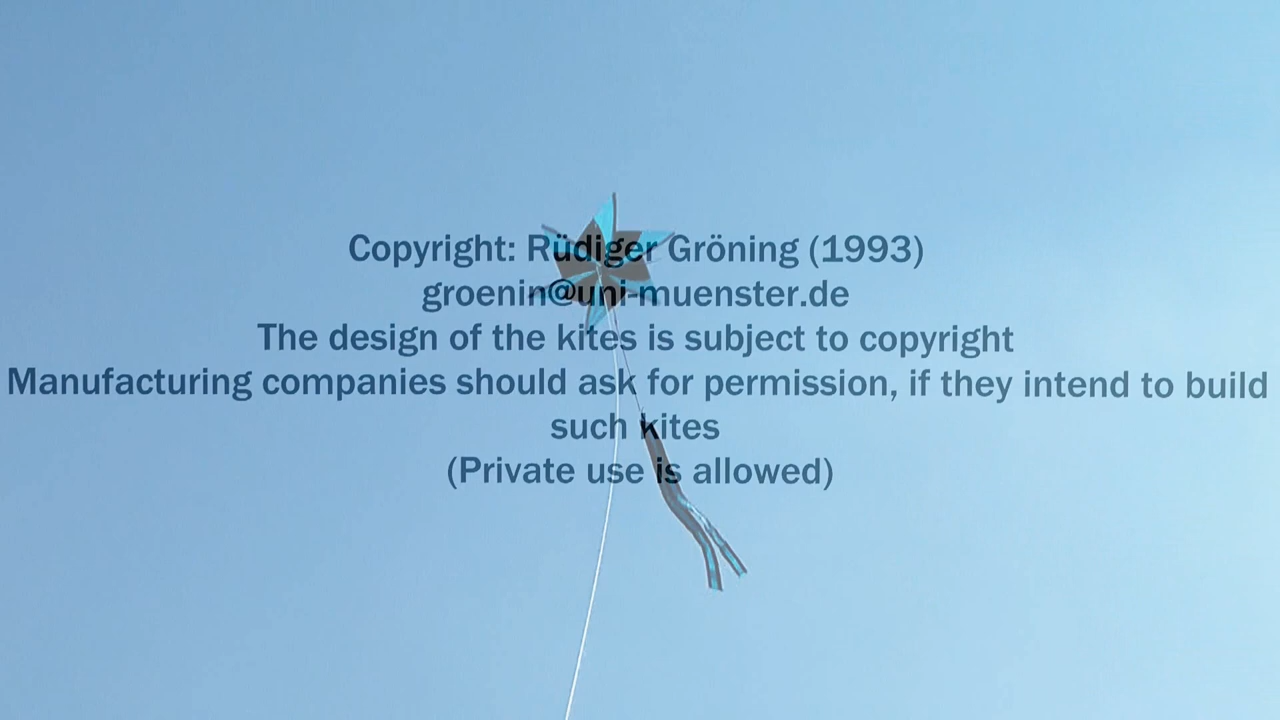 Copyright: Rüdiger Gröning (1993)
groenin@uni-muenster.de
The design of the kites is subject to copyright
Manufacturing companies should ask for permission, if they intend to build
such kites
(Private use is allowed)